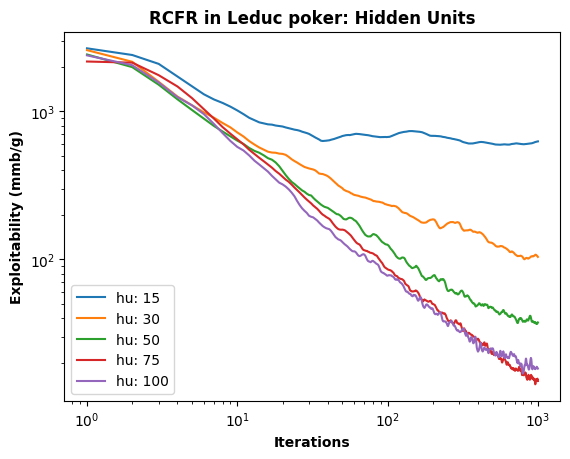 RCFR in Leduc poker: Hidden Units
Exploitability (mmb/g)
10³
10²
hu: 15
hu: 30
hu: 50
hu: 75
hu: 100
10⁰
10¹
10²
10³
Iterations